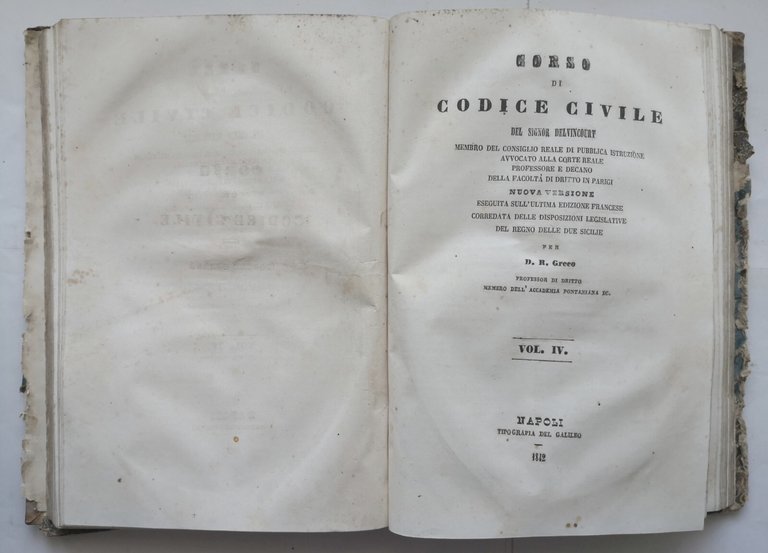 CORSO
DI
CODICE CIVILE
DEL SIGNOR DELVINCOURT
MEMBRO DEL CONSIGLIO REALE DI PUBBLICA ISTRUZIONE
AVVOCATO ALLA CORTE REALE
PROFESSORE E DECANO
DELLA FACOLTÁ DI DRITTO IN PARIGI
NUOVA VERSIONE
ESEGUITA SULL'ULTIMA EDIZIONE FRANCESE
CORREDATA DELLE DISPOSIZIONI LEGISLATIVE
DEL REGNO DELLE DUE SICILIE
PER
D. R. Greco
PROFESSOR DI DRITTO
MEMBRO DELL'ACCADEMIA PONTANIANA EC.
VOL. IV.
NAPOLI
TIPOGRAFIA DEL GALILEO
1842